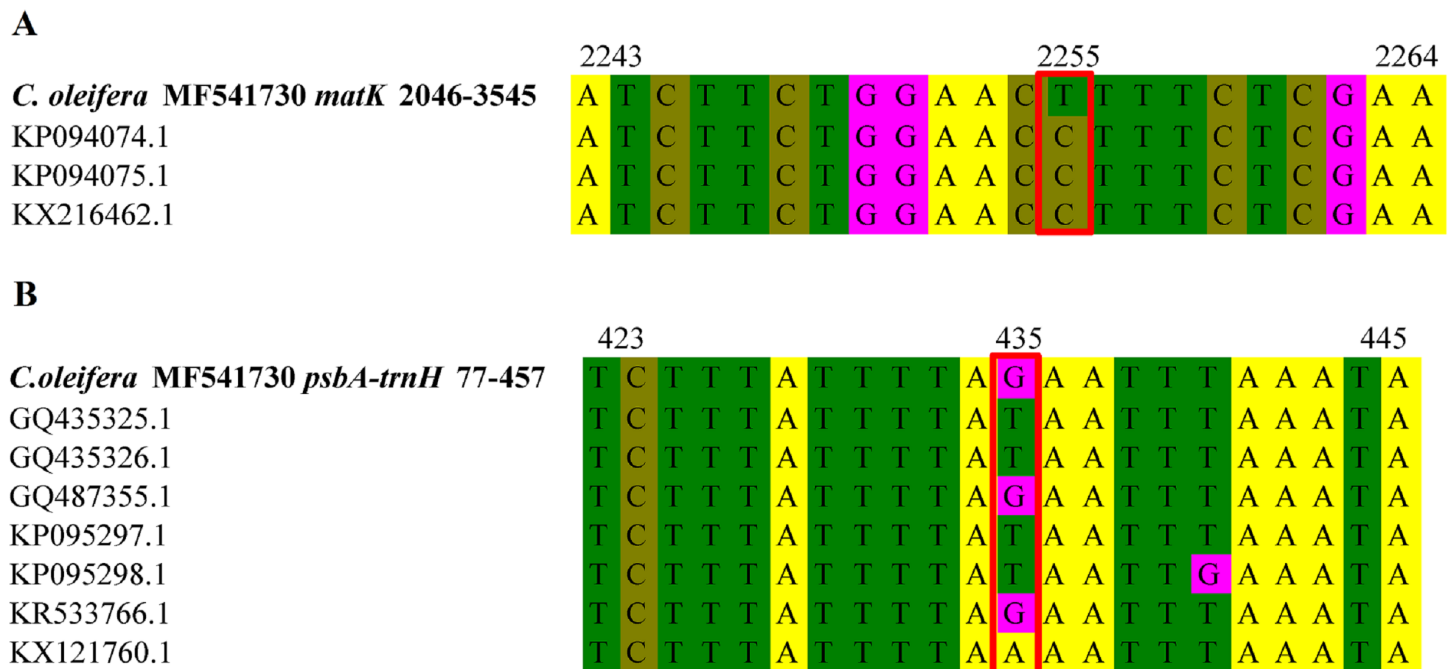 A
2243 2255 2264
C. oleifera MF541730 matK 2046-3545 A T C T T C T G G A A C T T T T C T C G A A
KP094074.1 A T C T T C T G G A A C C T T T C T C G A A
KP094075.1 A T C T T C T G G A A C C T T T C T C G A A
KX216462.1 A T C T T C T G G A A C C T T T C T C G A A
B
423 435 445
C.oleifera MF541730 psbA-trnH 77-457 T C T T T A T T T T A G A A T T T A A A T A
GQ435325.1 T C T T T A T T T T A T A A T T T A A A T A
GQ435326.1 T C T T T A T T T T A T A A T T T A A A T A
GQ487355.1 T C T T T A T T T T A G A A T T T A A A T A
KP095297.1 T C T T T A T T T T A T A A T T T A A A T A
KP095298.1 T C T T T A T T T T A T A A T T G A A A T A
KR533766.1 T C T T T A T T T T A G A A T T T A A A T A
KX121760.1 T C T T T A T T T T A A A A T T T A A A T A